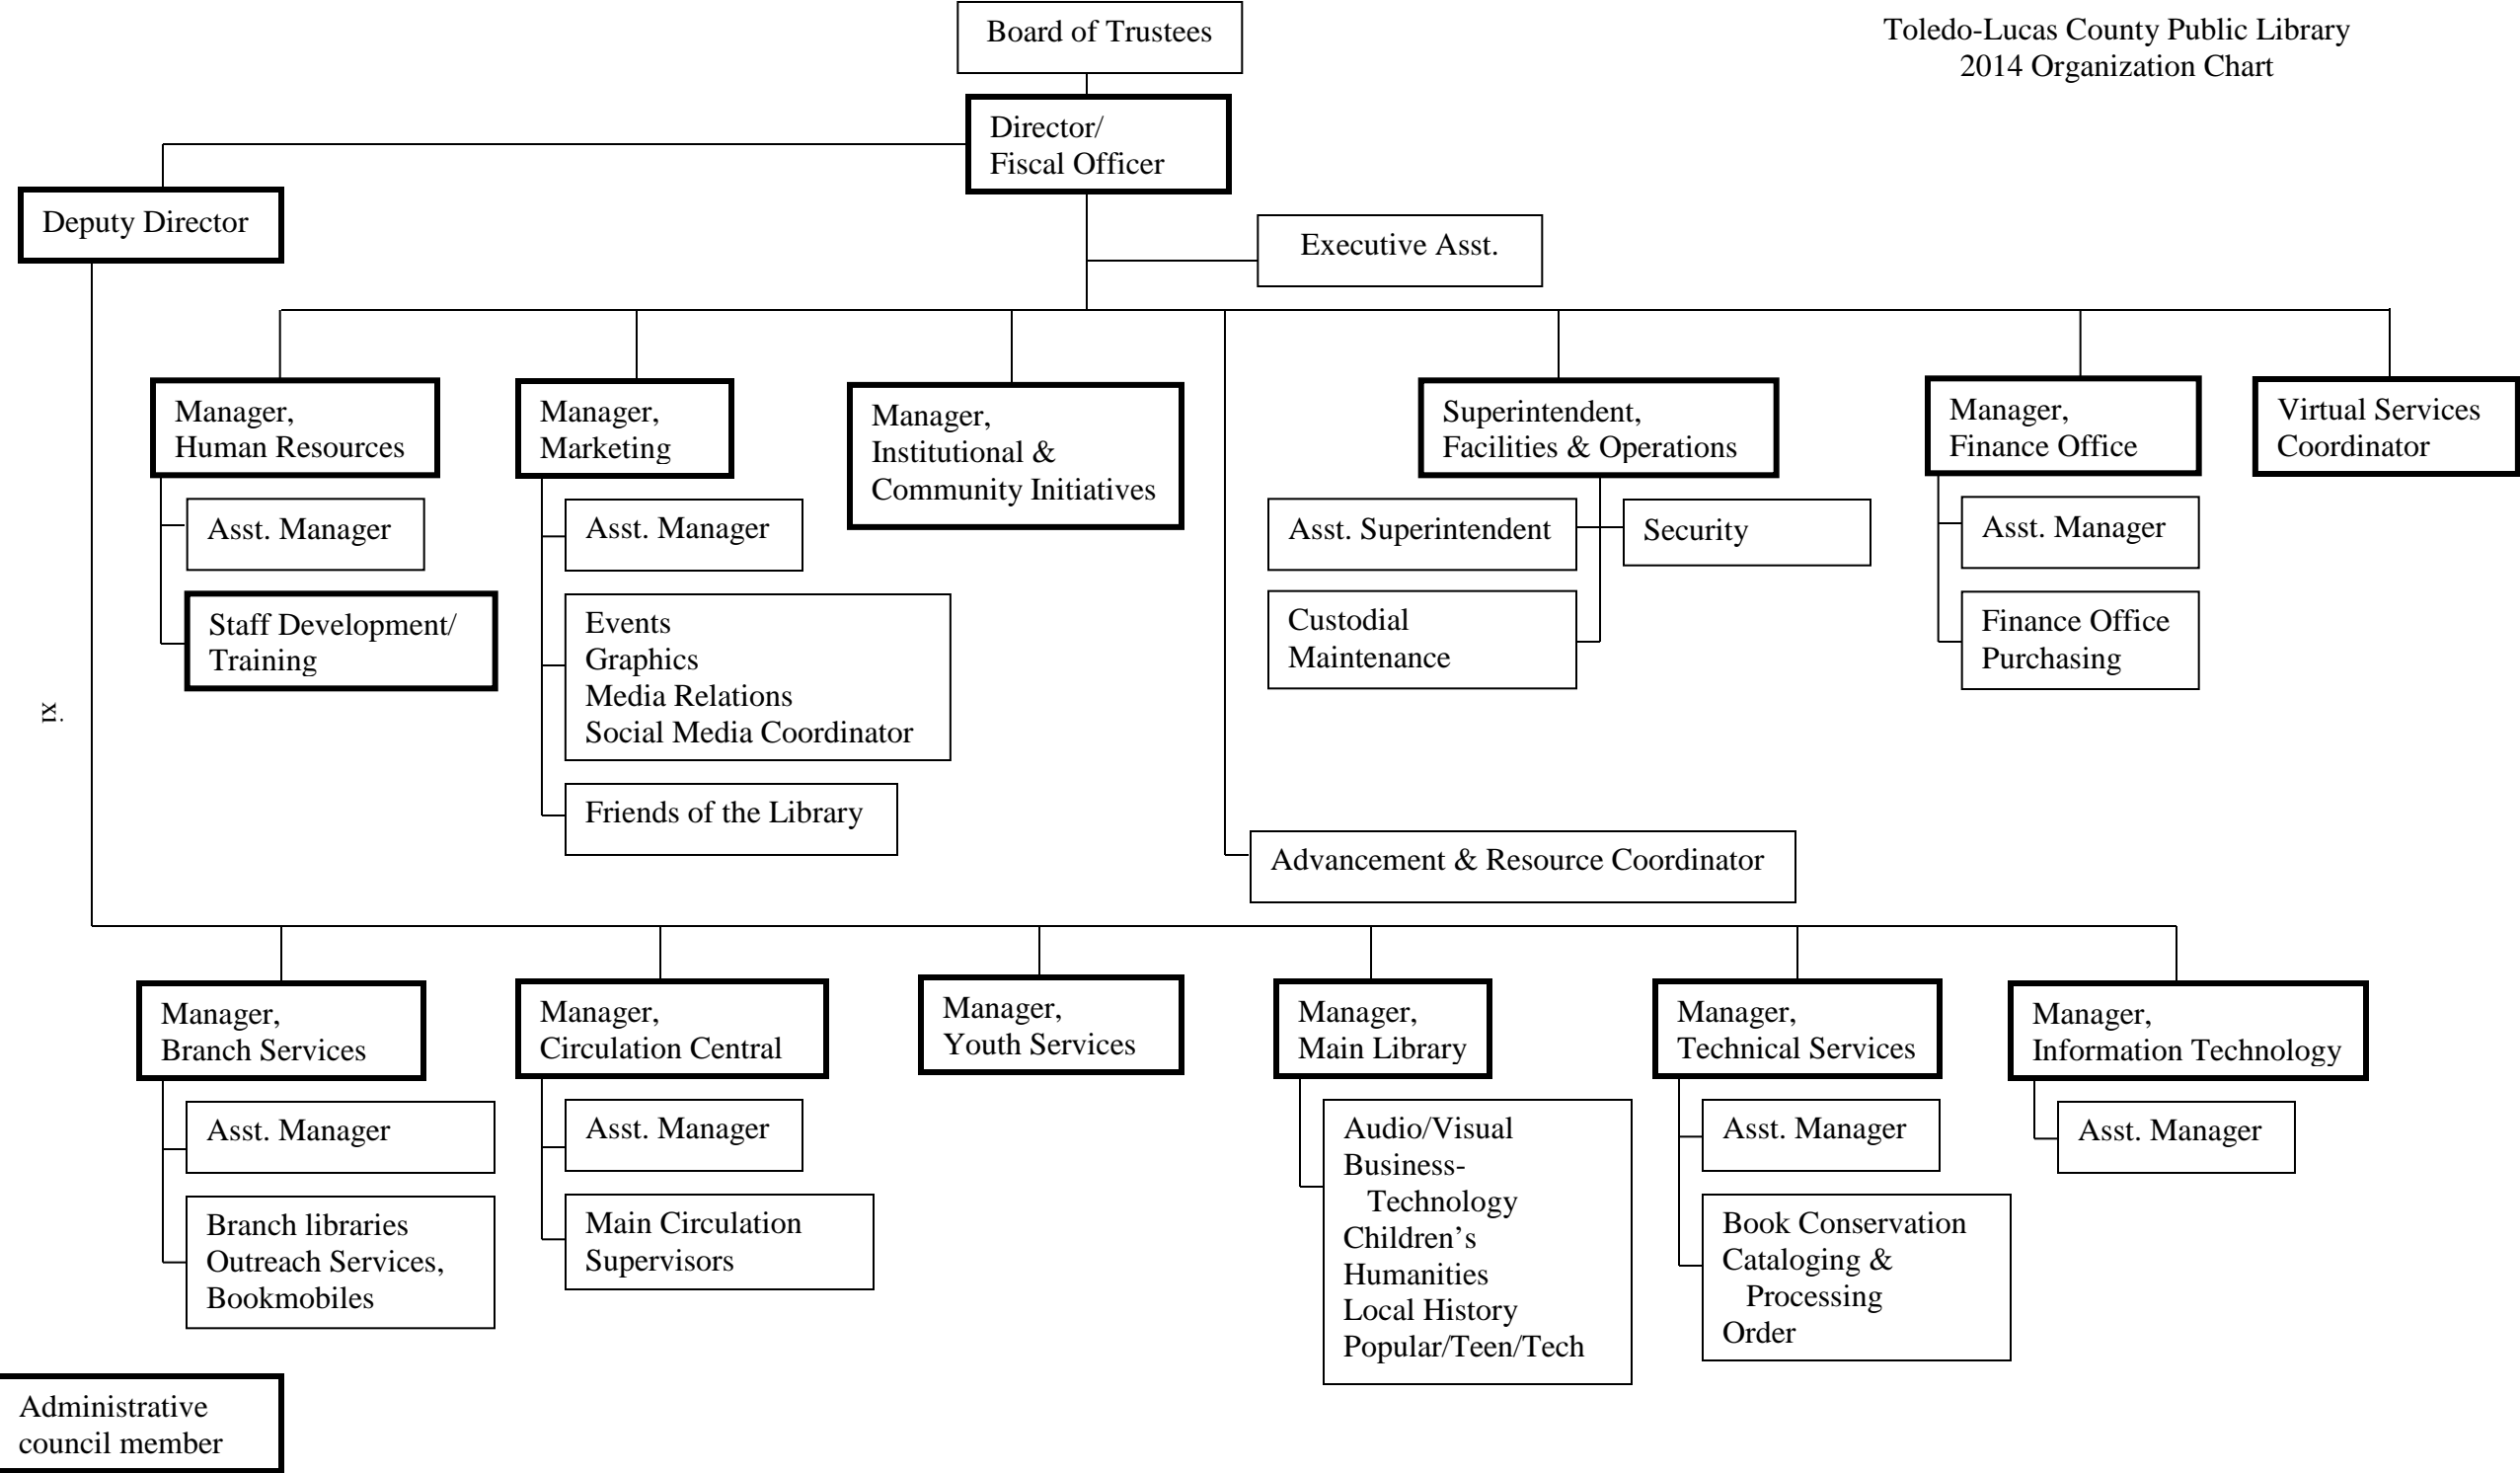 Board of Trustees
Toledo-Lucas County Public Library
2014 Organization Chart
Director/
Fiscal Officer
Deputy Director
Executive Asst.
Manager,
Human Resources
Asst. Manager
Staff Development/
Training
Manager,
Marketing
Asst. Manager
Events
Graphics
Media Relations
Social Media Coordinator
Friends of the Library
Manager,
Institutional &
Community Initiatives
Superintendent,
Facilities & Operations
Asst. Superintendent
Security
Custodial
Maintenance
Manager,
Finance Office
Asst. Manager
Finance Office
Purchasing
Virtual Services
Coordinator
xi
Advancement & Resource Coordinator
Manager,
Branch Services
Asst. Manager
Branch libraries
Outreach Services,
Bookmobiles
Manager,
Circulation Central
Asst. Manager
Main Circulation
Supervisors
Manager,
Youth Services
Manager,
Main Library
Audio/Visual
Business-
Technology
Children’s
Humanities
Local History
Popular/Teen/Tech
Manager,
Technical Services
Asst. Manager
Book Conservation
Cataloging &
Processing
Order
Manager,
Information Technology
Asst. Manager
Administrative
council member